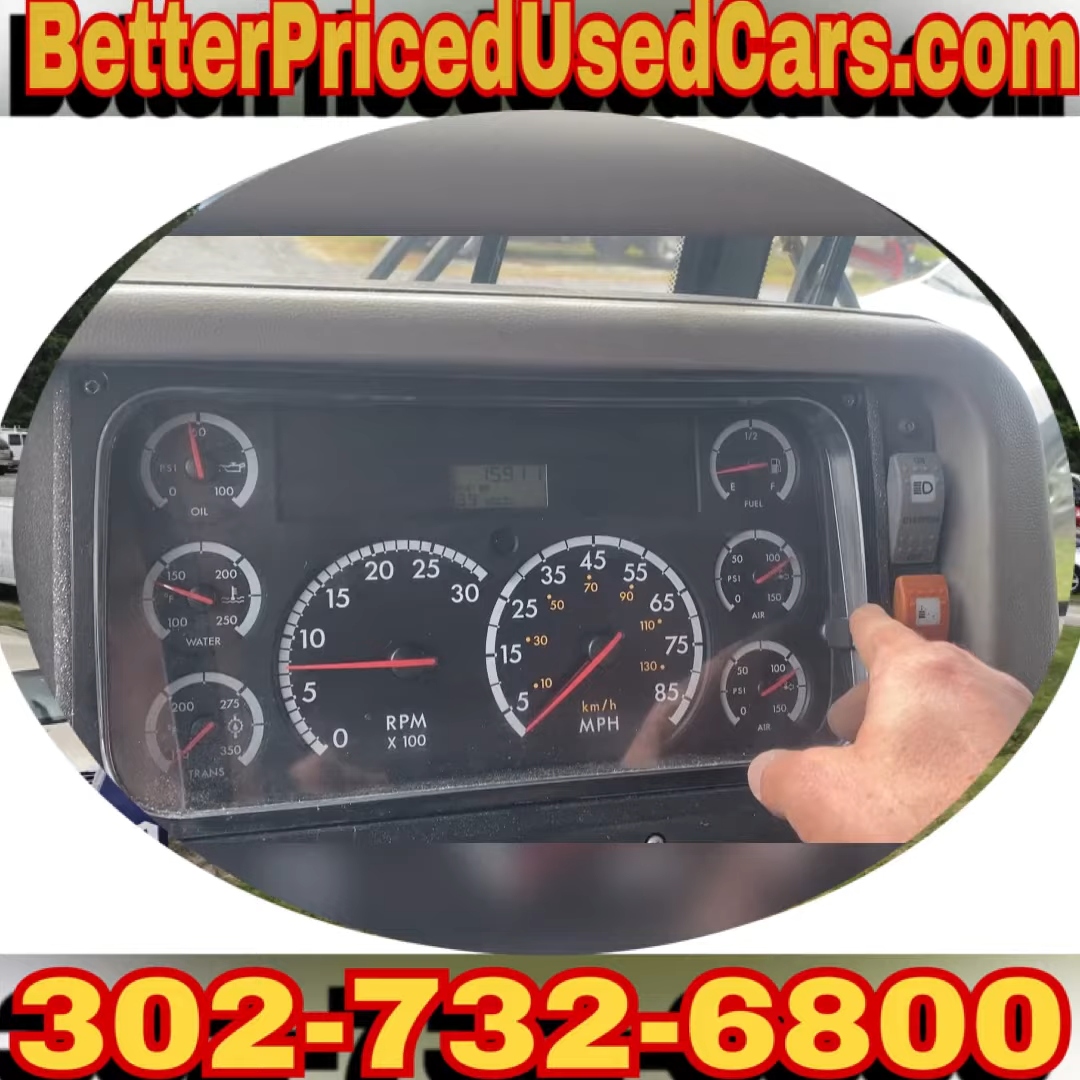 BetterPricedUsedCars.com
50
PSI
0 100
OIL
15911
1/2
E F
FUEL
150 200
F
100 250
WATER
50 100
PSI
0 150
AIR
20 25
15 30
10
5
0
RPM
X 100
45
35 55
70
25 50 90 65
30 110
15 75
10 130
5 85
km/h
MPH
200 275
350
TRANS
50 100
PSI
0 150
AIR
302-732-6800